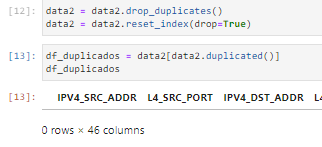 [12]: data2 = data2.drop_duplicates()
data2 = data2.reset_index(drop=True)
[13]: df_duplicados = data2[data2.duplicated()]
df_duplicados
[13]: IPV4_SRC_ADDR L4_SRC_PORT IPV4_DST_ADDR L4
0 rows × 46 columns